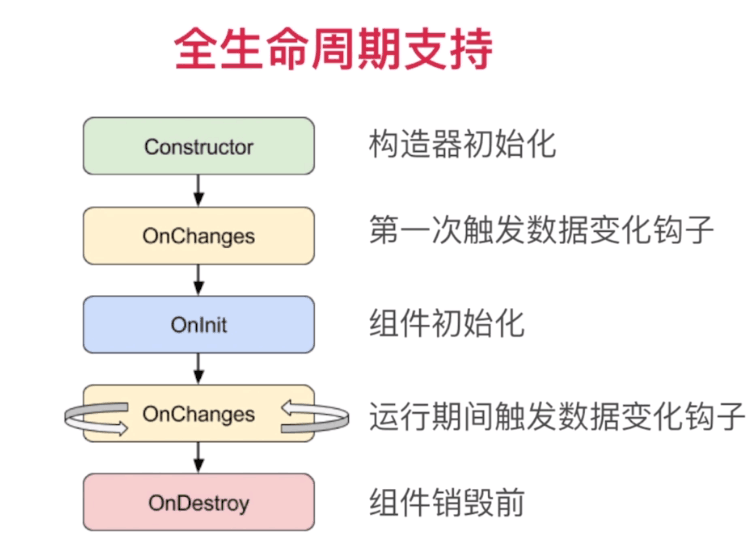 全生命周期支持
Constructor 构造器初始化
OnChanges 第一次触发数据变化钩子
OnInit 组件初始化
OnChanges 运行期间触发数据变化钩子
OnDestroy 组件销毁前